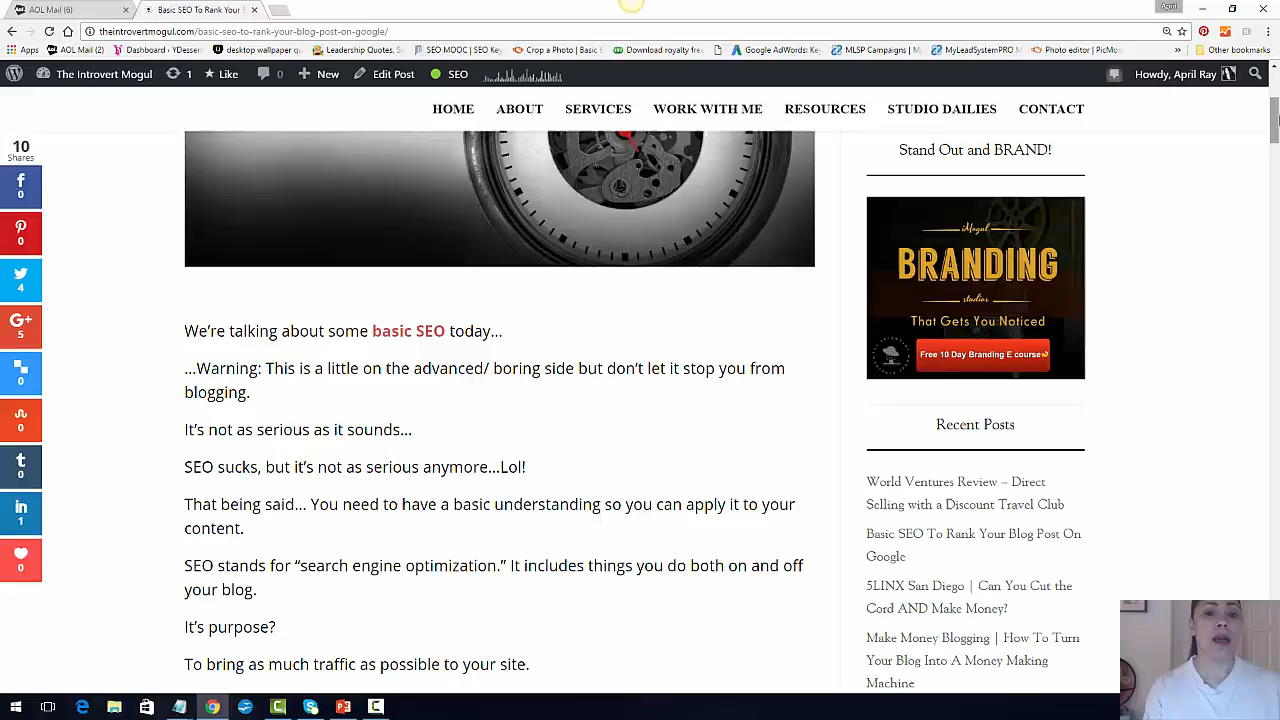 AOL Mail (6)
Basic SEO To Rank Your B
theintrovertmogul.com/basic-seo-to-rank-your-blog-post-on-google/
Apps
AOL Mail (2)
Dashboard ‹ YDesser
desktop wallpaper
Leadership Quotes, S
SEO MOOC | SEO Key
Crop a Photo | Basic E
Download royalty free
Google AdWords: Key
MLSP Campaigns | M
MyLeadSystemPRO M
Photo editor | PicMo
»
Other bookmarks
The Introvert Mogul
1
Like
0
New
Edit Post
SEO
Howdy, April Ray
HOME
ABOUT
SERVICES
WORK WITH ME
RESOURCES
STUDIO DAILIES
CONTACT
April
10
Shares
f
0
0
4
G+
5
0
0
t
0
in
1
0
We’re talking about some basic SEO today…
…Warning: This is a little on the advanced/ boring side but don’t let it stop you from
blogging.
It’s not as serious as it sounds…
SEO sucks, but it’s not as serious anymore…Lol!
That being said… You need to have a basic understanding so you can apply it to your
content.
SEO stands for “search engine optimization.” It includes things you do both on and off
your blog.
It’s purpose?
To bring as much traffic as possible to your site.
Stand Out and BRAND!
iMogul
BRANDING
studios
That Gets You Noticed
Free 10 Day Branding E course
Recent Posts
World Ventures Review – Direct
Selling with a Discount Travel Club
Basic SEO To Rank Your Blog Post On
Google
5LINX San Diego | Can You Cut the
Cord AND Make Money?
Make Money Blogging | How To Turn
Your Blog Into A Money Making
Machine